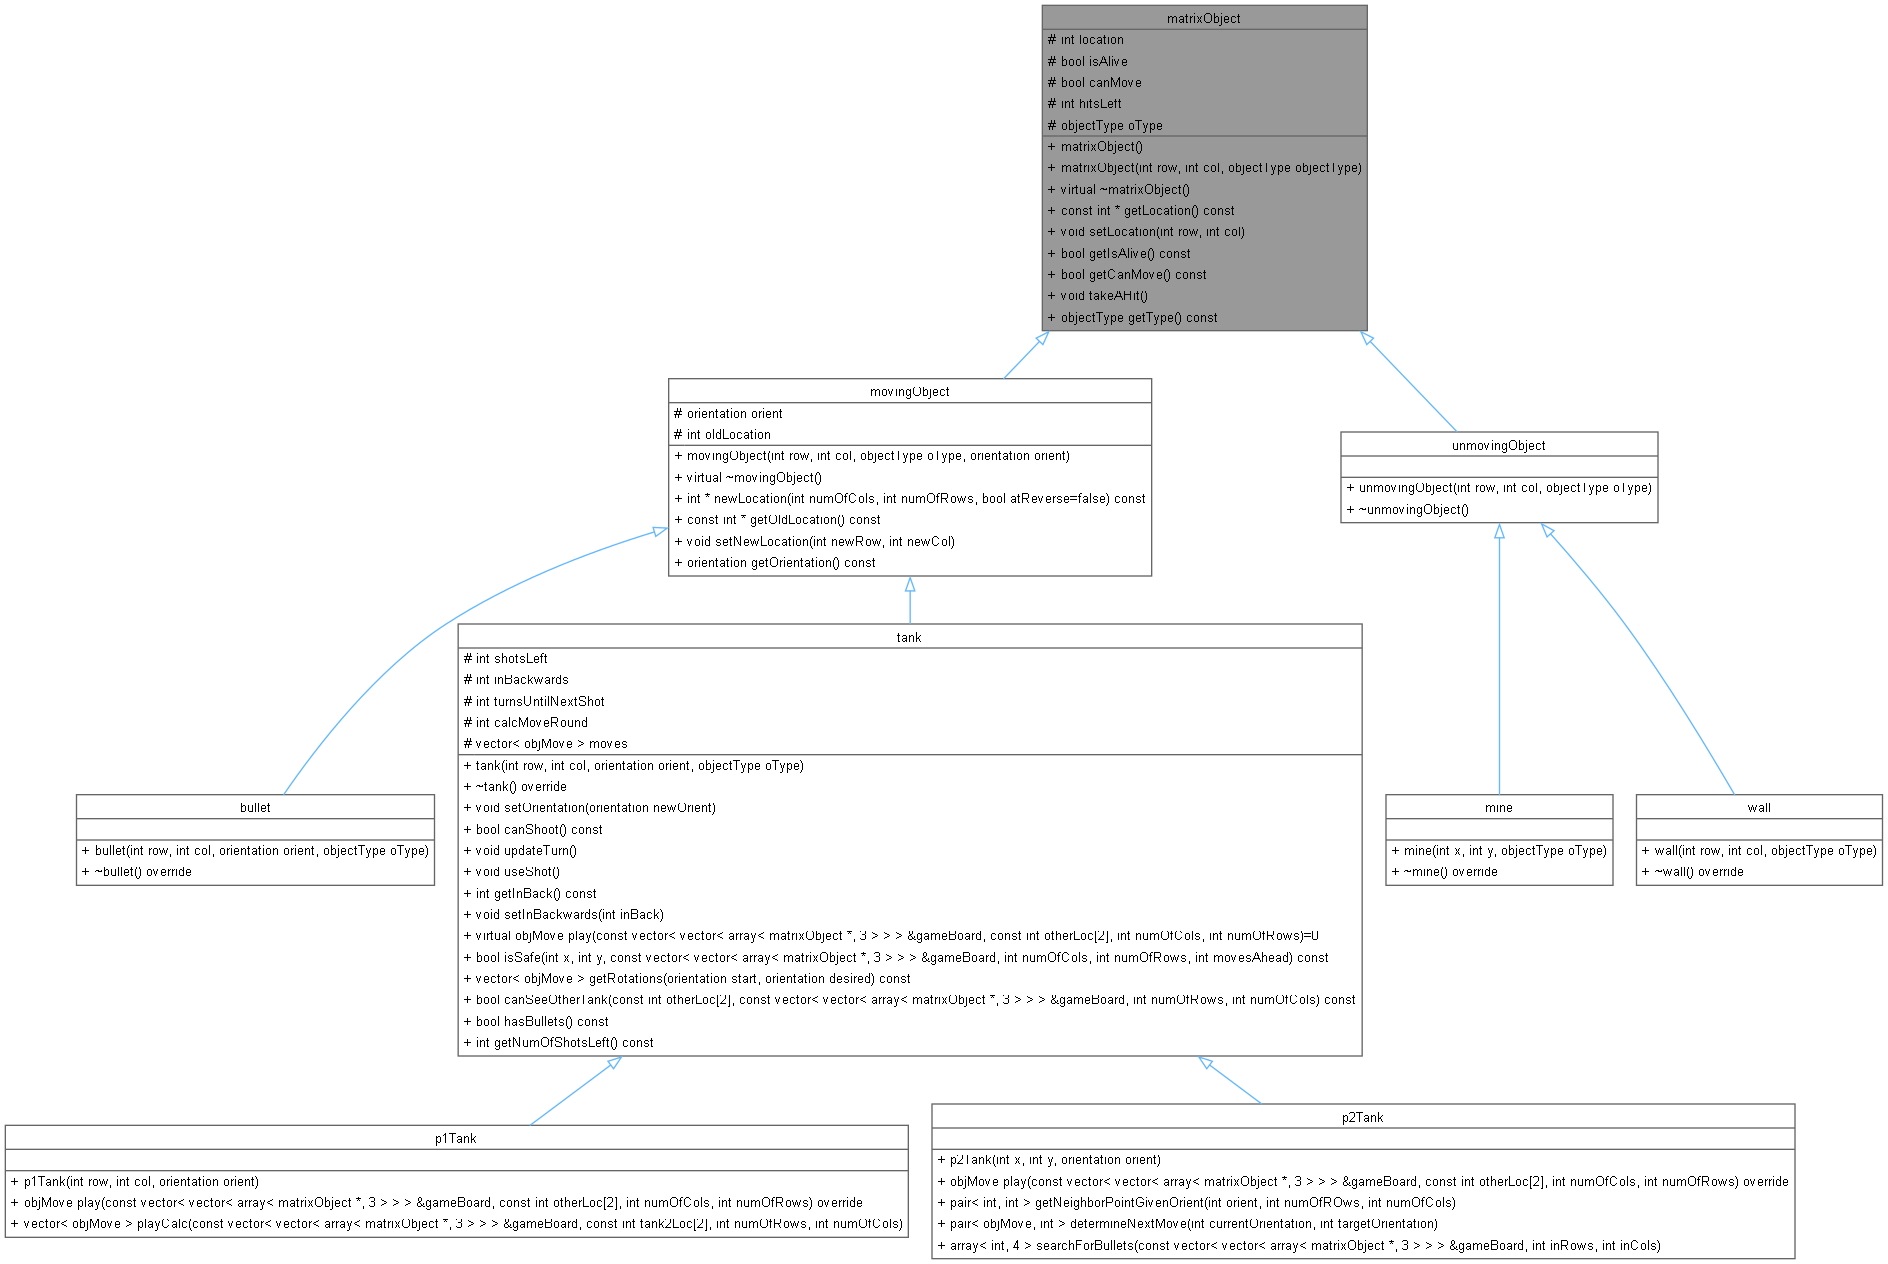 matrixObject
# int location
# bool isAlive
# bool canMove
# int hitsLeft
# objectType oType
+ matrixObject()
+ matrixObject(int row, int col, objectType objectType)
+ virtual ~matrixObject()
+ const int * getLocation() const
+ void setLocation(int row, int col)
+ bool getIsAlive() const
+ bool getCanMove() const
+ void takeAHit()
+ objectType getType() const
movingObject
# orientation orient
# int oldLocation
+ movingObject(int row, int col, objectType oType, orientation orient)
+ virtual ~movingObject()
+ int * newLocation(int numOfCols, int numOfRows, bool atReverse=false) const
+ const int * getOldLocation() const
+ void setNewLocation(int newRow, int newCol)
+ orientation getOrientation() const
unmovingObject
+ unmovingObject(int row, int col, objectType oType)
+ ~unmovingObject()
tank
# int shotsLeft
# int inBackwards
# int turnsUntilNextShot
# int calcMoveRound
# vector< objMove > moves
+ tank(int row, int col, orientation orient, objectType oType)
+ ~tank() override
+ void setOrientation(orientation newOrient)
+ bool canShoot() const
+ void updateTurn()
+ void useShot()
+ int getInBack() const
+ void setInBackwards(int inBack)
+ virtual objMove play(const vector< vector< array< matrixObject *, 3 > > > &gameBoard, const int otherLoc[2], int numOfCols, int numOfRows)=0
+ bool isSafe(int x, int y, const vector< vector< array< matrixObject *, 3 > > > &gameBoard, int numOfCols, int numOfRows, int movesAhead) const
+ vector< objMove > getRotations(orientation start, orientation desired) const
+ bool canSeeOtherTank(const int otherLoc[2], const vector< vector< array< matrixObject *, 3 > > > &gameBoard, int numOfRows, int numOfCols) const
+ bool hasBullets() const
+ int getNumOfShotsLeft() const
bullet
+ bullet(int row, int col, orientation orient, objectType oType)
+ ~bullet() override
mine
+ mine(int x, int y, objectType oType)
+ ~mine() override
wall
+ wall(int row, int col, objectType oType)
+ ~wall() override
p1Tank
+ p1Tank(int row, int col, orientation orient)
+ objMove play(const vector< vector< array< matrixObject *, 3 > > > &gameBoard, const int otherLoc[2], int numOfCols, int numOfRows) override
+ vector< objMove > playCalc(const vector< vector< array< matrixObject *, 3 > > > &gameBoard, const int tank2Loc[2], int numOfRows, int numOfCols)
p2Tank
+ p2Tank(int x, int y, orientation orient)
+ objMove play(const vector< vector< array< matrixObject *, 3 > > > &gameBoard, const int otherLoc[2], int numOfCols, int numOfRows) override
+ pair< int, int > getNeighborPointGivenOrient(int orient, int numOfROws, int numOfCols)
+ pair< objMove, int > determineNextMove(int currentOrientation, int targetOrientation)
+ array< int, 4 > searchForBullets(const vector< vector< array< matrixObject *, 3 > > > &gameBoard, int inRows, int inCols)